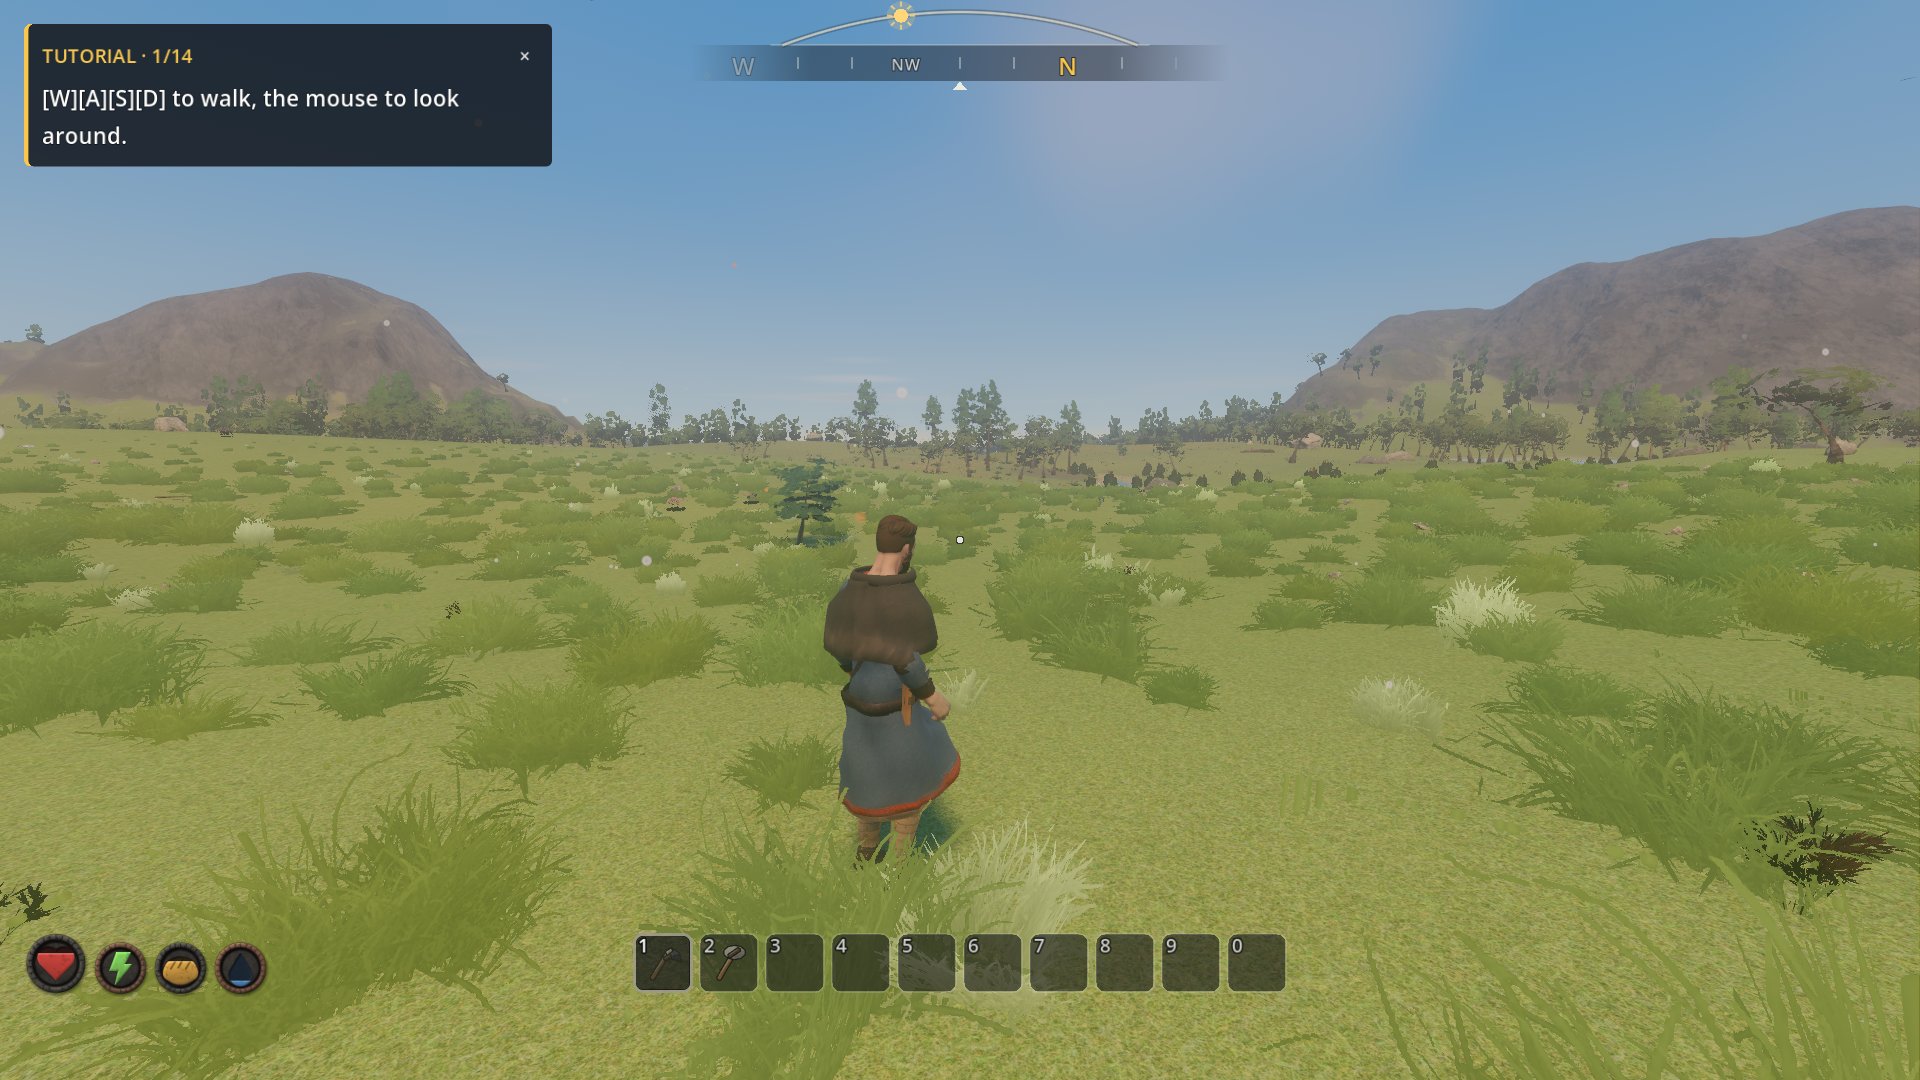 TUTORIAL · 1/14 ×
[W][A][S][D] to walk, the mouse to look
around.
W NW N
1 2 3 4 5 6 7 8 9 0